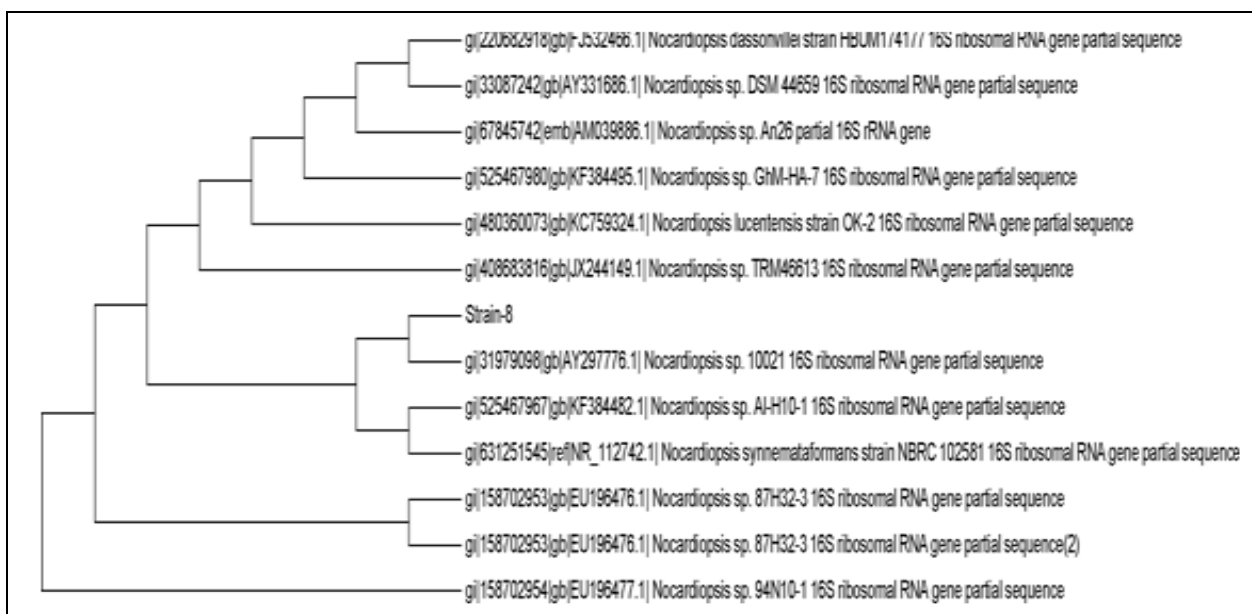 gi|220682918|gb|FJ532466.1| Nocardiopsis dassonvillei strain HBUM174177 16S ribosomal RNA gene partial sequence
gi|33087242|gb|AY331686.1| Nocardiopsis sp. DSM 44659 16S ribosomal RNA gene partial sequence
gi|67845742|emb|AM039886.1| Nocardiopsis sp. An26 partial 16S rRNA gene
gi|525467980|gb|KF384495.1| Nocardiopsis sp. GhM-HA-7 16S ribosomal RNA gene partial sequence
gi|480360073|gb|KC759324.1| Nocardiopsis lucentensis strain OK-2 16S ribosomal RNA gene partial sequence
gi|408683816|gb|JX244149.1| Nocardiopsis sp. TRM46613 16S ribosomal RNA gene partial sequence
Strain-8
gi|31979098|gb|AY297776.1| Nocardiopsis sp. 10021 16S ribosomal RNA gene partial sequence
gi|525467967|gb|KF384482.1| Nocardiopsis sp. Al-H10-1 16S ribosomal RNA gene partial sequence
gi|631251545|ref|NR_112742.1| Nocardiopsis synnemataformans strain NBRC 102581 16S ribosomal RNA gene partial sequence
gi|158702953|gb|EU196476.1| Nocardiopsis sp. 87H32-3 16S ribosomal RNA gene partial sequence
gi|158702953|gb|EU196476.1| Nocardiopsis sp. 87H32-3 16S ribosomal RNA gene partial sequence(2)
gi|158702954|gb|EU196477.1| Nocardiopsis sp. 94N10-1 16S ribosomal RNA gene partial sequence